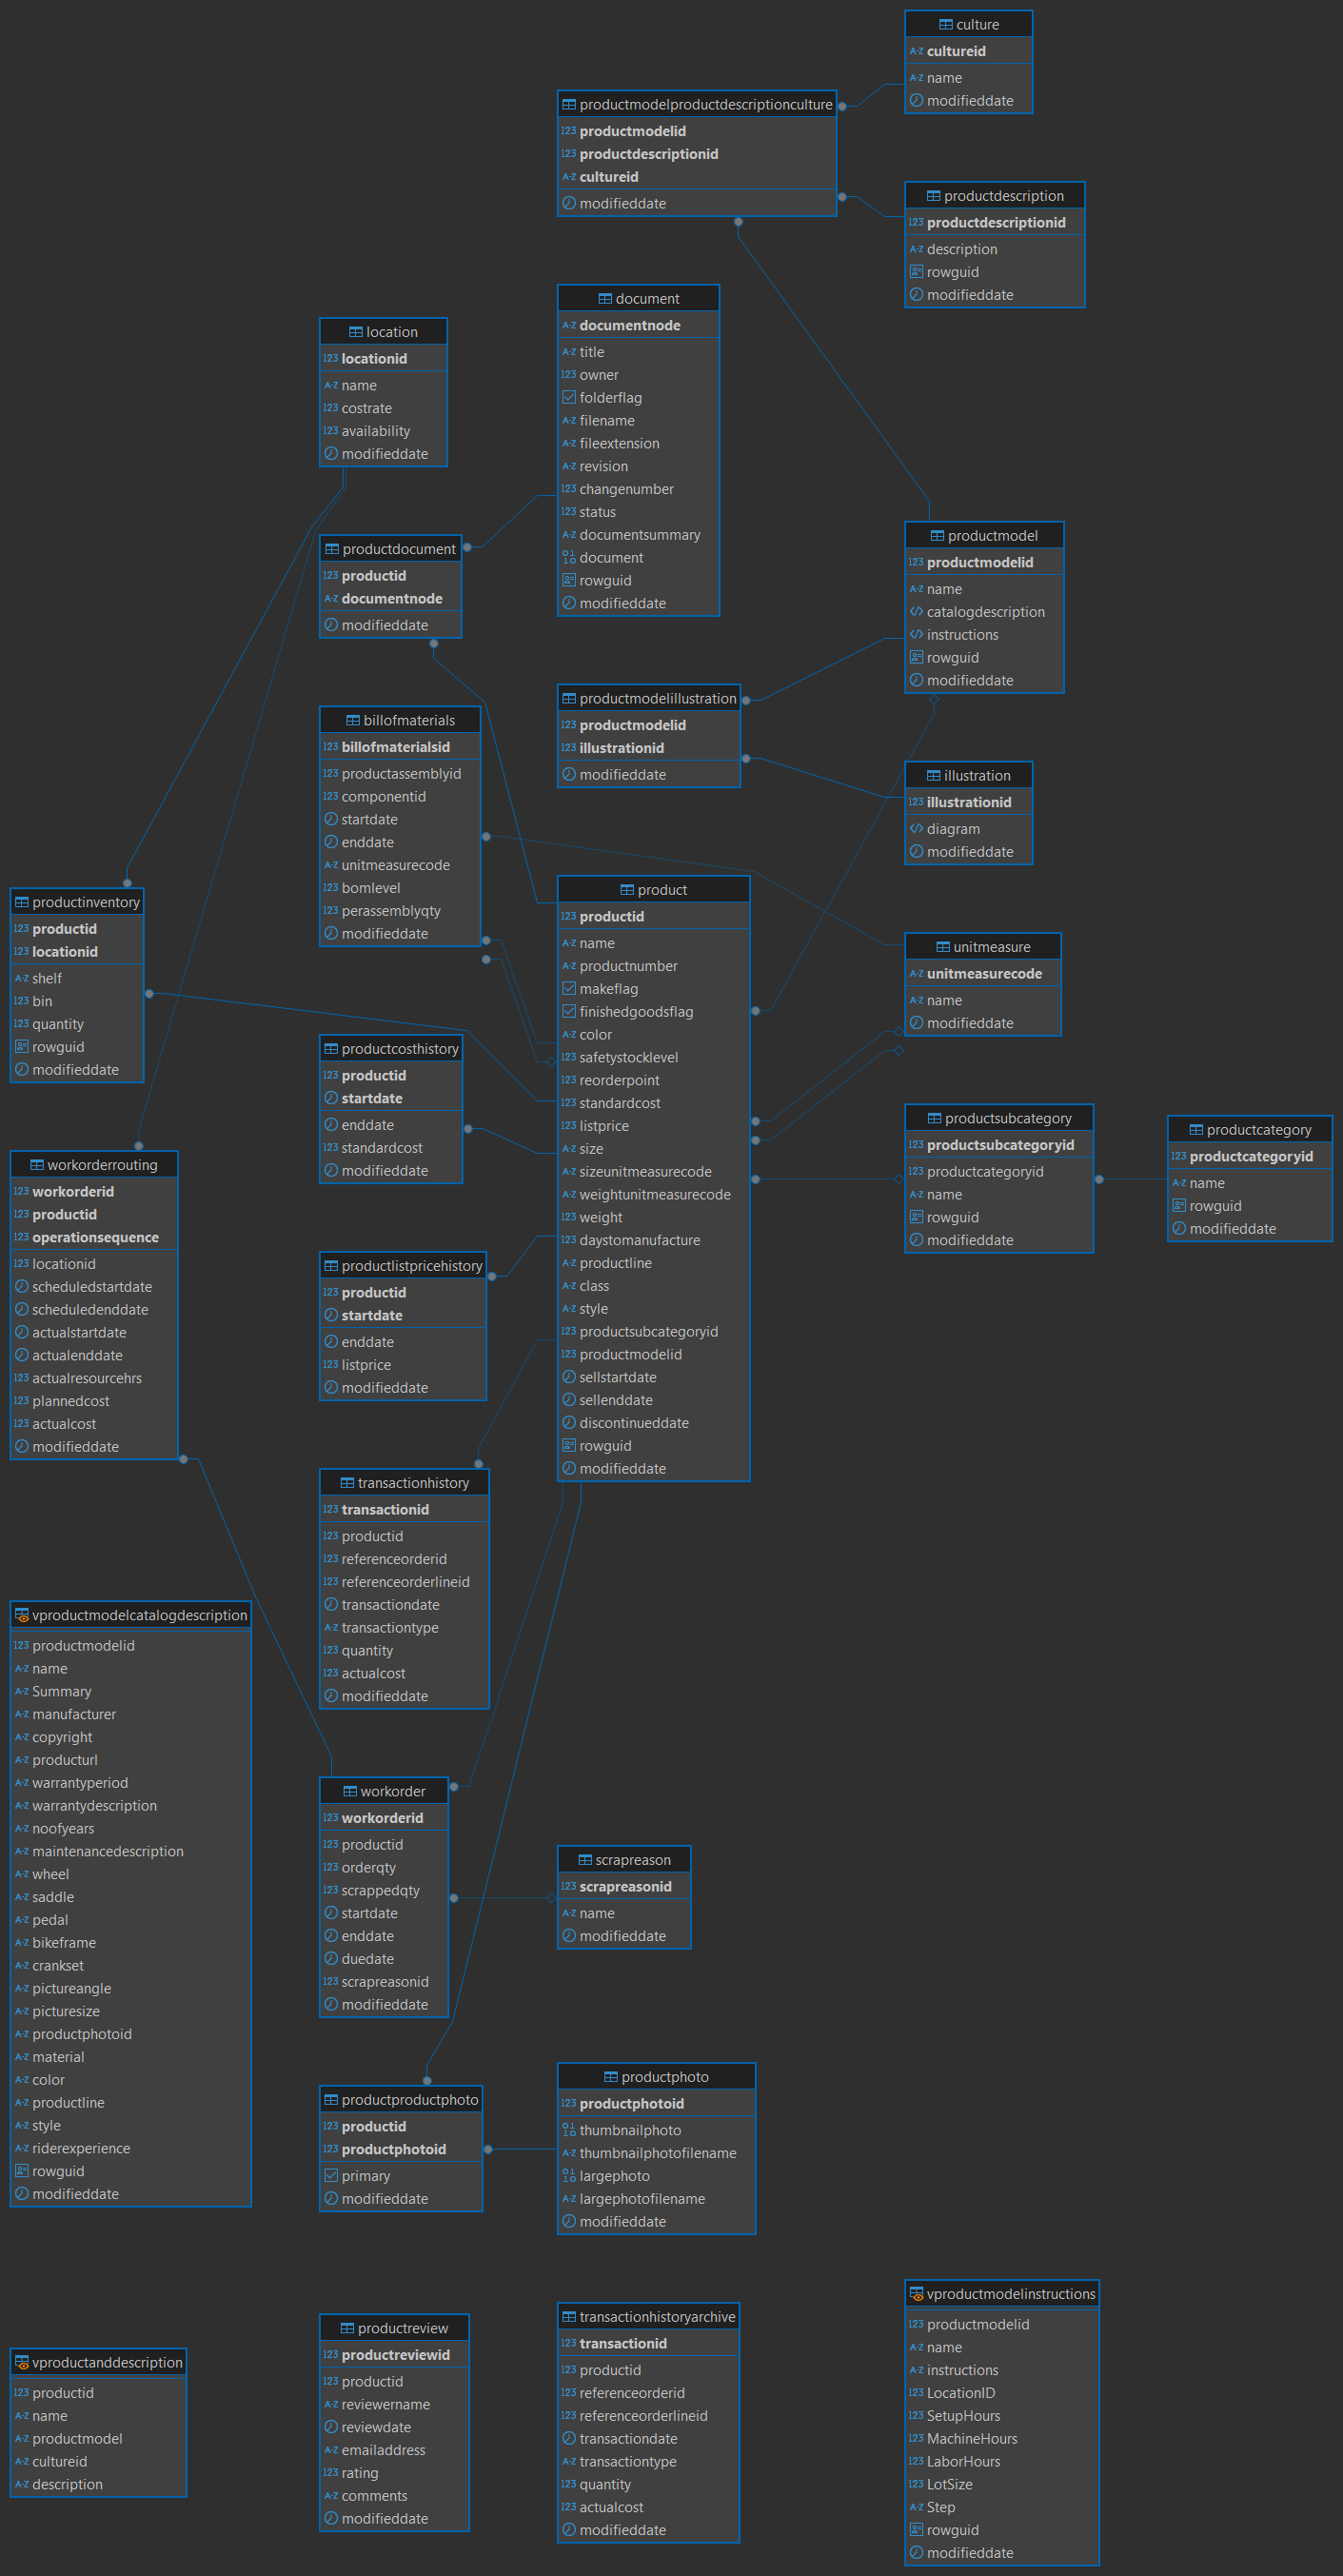 culture
A-Z cultureid
A-Z name
modifieddate
productmodelproductdescriptionculture
123 productmodelid
123 productdescriptionid
A-Z cultureid
modifieddate
productdescription
123 productdescriptionid
A-Z description
rowguid
modifieddate
document
A-Z documentnode
A-Z title
123 owner
folderflag
A-Z filename
A-Z fileextension
A-Z revision
123 changenumber
123 status
A-Z documentsummary
document
rowguid
modifieddate
location
123 locationid
A-Z name
123 costrate
123 availability
modifieddate
productdocument
123 productid
A-Z documentnode
modifieddate
productmodel
123 productmodelid
A-Z name
catalogdescription
instructions
rowguid
modifieddate
productmodelillustration
123 productmodelid
123 illustrationid
modifieddate
billofmaterials
123 billofmaterialsid
123 productassemblyid
123 componentid
startdate
enddate
A-Z unitmeasurecode
123 bomlevel
123 perassemblyqty
modifieddate
illustration
123 illustrationid
diagram
modifieddate
product
123 productid
A-Z name
A-Z productnumber
makeflag
finishedgoodsflag
A-Z color
123 safetystocklevel
123 reorderpoint
123 standardcost
123 listprice
A-Z size
A-Z sizeunitmeasurecode
A-Z weightunitmeasurecode
123 weight
123 daystomanufacture
A-Z productline
A-Z class
A-Z style
123 productsubcategoryid
123 productmodelid
sellstartdate
sellenddate
discontinueddate
rowguid
modifieddate
productinventory
123 productid
123 locationid
A-Z shelf
123 bin
123 quantity
rowguid
modifieddate
unitmeasure
A-Z unitmeasurecode
A-Z name
modifieddate
productcosthistory
123 productid
startdate
enddate
123 standardcost
modifieddate
productsubcategory
123 productsubcategoryid
123 productcategoryid
A-Z name
rowguid
modifieddate
productcategory
123 productcategoryid
A-Z name
rowguid
modifieddate
workorderrouting
123 workorderid
123 productid
123 operationsequence
123 locationid
scheduledstartdate
scheduledenddate
actualstartdate
actualenddate
123 actualresourcehrs
123 plannedcost
123 actualcost
modifieddate
productlistpricehistory
123 productid
startdate
enddate
123 listprice
modifieddate
transactionhistory
123 transactionid
123 productid
123 referenceorderid
123 referenceorderlineid
transactiondate
A-Z transactiontype
123 quantity
123 actualcost
modifieddate
vproductmodelcatalogdescription
123 productmodelid
A-Z name
A-Z Summary
A-Z manufacturer
A-Z copyright
A-Z producturl
A-Z warrantyperiod
A-Z warrantydescription
A-Z noofyears
A-Z maintenancedescription
A-Z wheel
A-Z saddle
A-Z pedal
A-Z bikeframe
A-Z crankset
A-Z pictureangle
A-Z picturesize
A-Z productphotoid
A-Z material
A-Z color
A-Z productline
A-Z style
A-Z riderexperience
rowguid
modifieddate
workorder
123 workorderid
123 productid
123 orderqty
123 scrappedqty
startdate
enddate
duedate
123 scrapreasonid
modifieddate
scrapreason
123 scrapreasonid
A-Z name
modifieddate
productproductphoto
123 productid
123 productphotoid
primary
modifieddate
productphoto
123 productphotoid
thumbnailphoto
A-Z thumbnailphotofilename
largephoto
A-Z largephotofilename
modifieddate
vproductanddescription
123 productid
A-Z name
A-Z productmodel
A-Z cultureid
A-Z description
productreview
123 productreviewid
123 productid
A-Z reviewername
reviewdate
A-Z emailaddress
123 rating
A-Z comments
modifieddate
transactionhistoryarchive
123 transactionid
123 productid
123 referenceorderid
123 referenceorderlineid
transactiondate
A-Z transactiontype
123 quantity
123 actualcost
modifieddate
vproductmodelinstructions
123 productmodelid
A-Z name
A-Z instructions
123 LocationID
123 SetupHours
123 MachineHours
123 LaborHours
123 LotSize
A-Z Step
rowguid
modifieddate